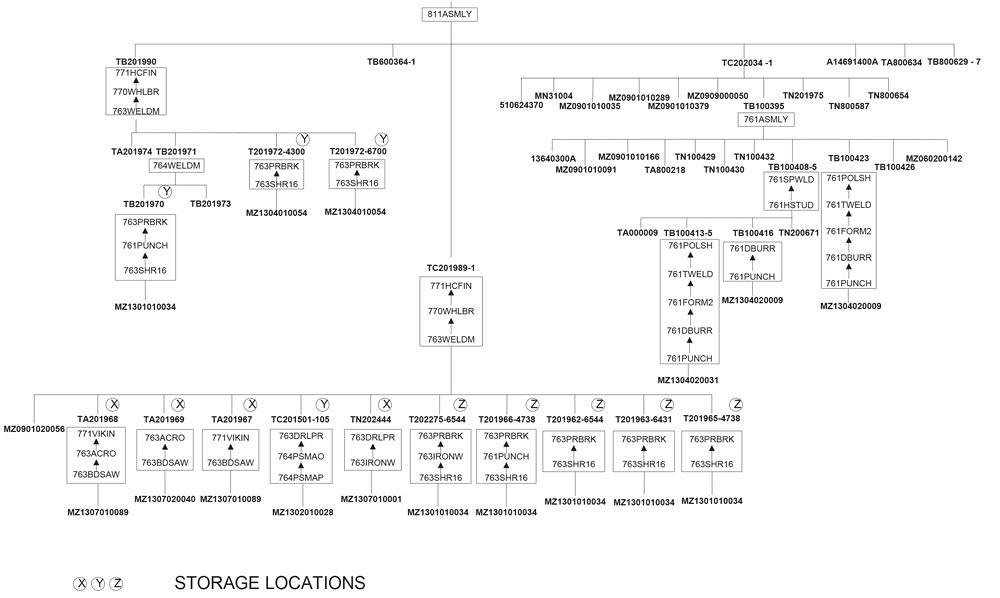 811ASMLY
TB201990
771HCFIN
770WHLBR
763WELDM
TB600364-1
TC202034 -1
A14691400A
TA800634
TB800629 - 7
510624370
MN31004
MZ0901010035
MZ0901010289
MZ0901010379
MZ0909000050
TB100395
TN201975
TN800587
TN800654
761ASMLY
TA201974
TB201971
764WELDM
Y
T201972-4300
763PRBRK
763SHR16
MZ1304010054
Y
T201972-6700
763PRBRK
763SHR16
MZ1304010054
Y
TB201970
TB201973
763PRBRK
761PUNCH
763SHR16
MZ1301010034
13640300A
MZ0901010091
MZ0901010166
TA800218
TN100429
TN100430
TN100432
TB100408-5
761SPWLD
761HSTUD
TB100423
761POLSH
761TWELD
761FORM2
761DBURR
761PUNCH
MZ1304020009
TB100426
MZ060200142
TA000009
TB100413-5
761POLSH
761TWELD
761FORM2
761DBURR
761PUNCH
MZ1304020031
TB100416
761DBURR
761PUNCH
MZ1304020009
TN200671
TC201989-1
771HCFIN
770WHLBR
763WELDM
MZ0901020056
X
TA201968
771VIKIN
763ACRO
763BDSAW
MZ1307010089
X
TA201969
763ACRO
763BDSAW
MZ1307020040
X
TA201967
771VIKIN
763BDSAW
MZ1307010089
Y
TC201501-105
763DRLPR
764PSMAO
764PSMAP
MZ1302010028
X
TN202444
763DRLPR
763IRONW
MZ1307010001
Z
T202275-6544
763PRBRK
763IRONW
763SHR16
MZ1301010034
Z
T201966-4738
763PRBRK
761PUNCH
763SHR16
MZ1301010034
Z
T201962-6544
763PRBRK
763SHR16
MZ1301010034
Z
T201963-6431
763PRBRK
763SHR16
MZ1301010034
Z
T201965-4738
763PRBRK
763SHR16
MZ1301010034
X Y Z STORAGE LOCATIONS